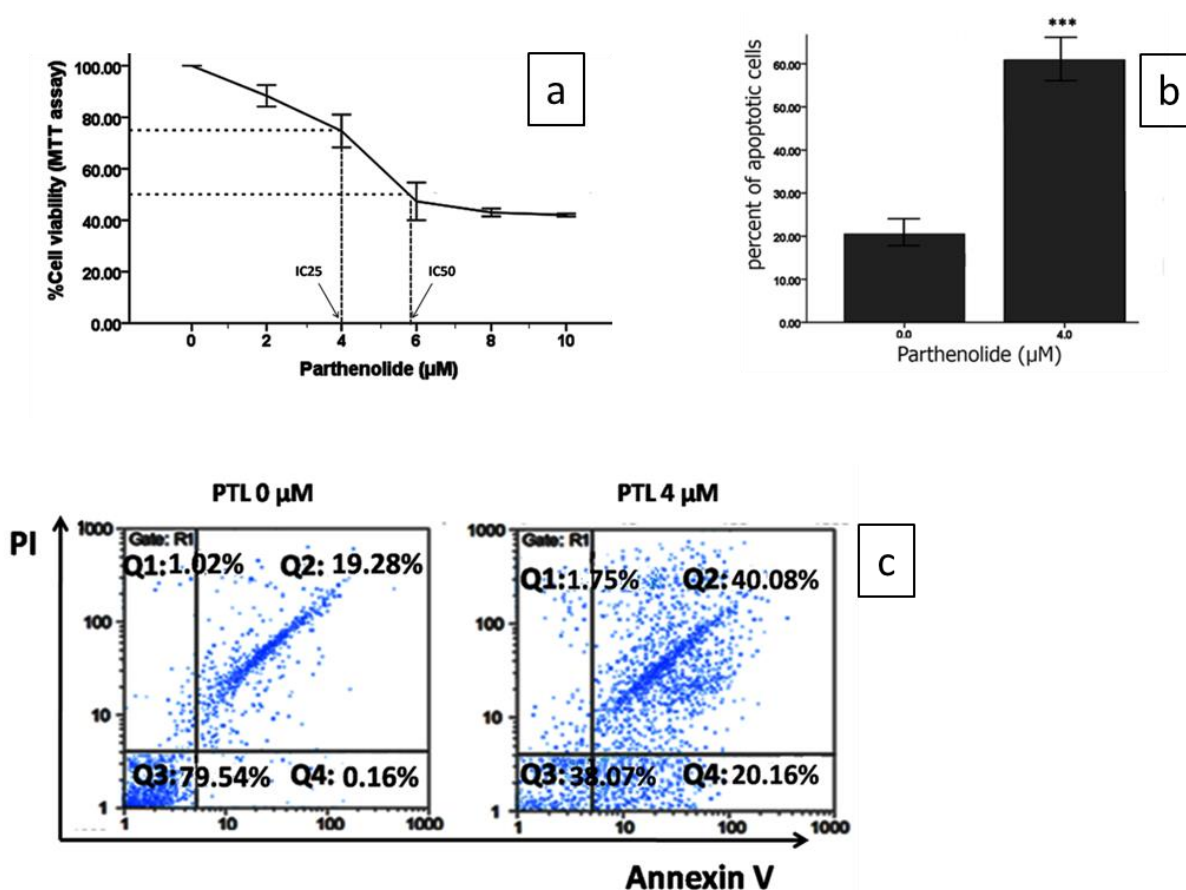 a
%Cell viability (MTT assay)
100.00
80.00
60.00
40.00
20.00
0.00
IC25
IC50
0 2 4 6 8 10
Parthenolide (µM)
b
***
percent of apoptotic cells
60.00
50.00
40.00
30.00
20.00
10.00
0.00
0.0 4.0
Parthenolide (µM)
c
PTL 0 µM
PI
1000
100
10
1
Gate: R1
Q1:1.02% Q2: 19.28%
Q3:79.54% Q4: 0.16%
1 10 100 1000
PTL 4 µM
1000
100
10
1
Gate: R1
Q1:1.75% Q2: 40.08%
Q3:38.07% Q4: 20.16%
1 10 100 1000
Annexin V